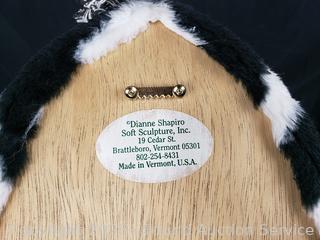 ©Dianne Shapiro
Soft Sculpture, Inc.
19 Cedar St.
Brattleboro, Vermont 05301
802-254-8431
Made in Vermont, U.S.A.